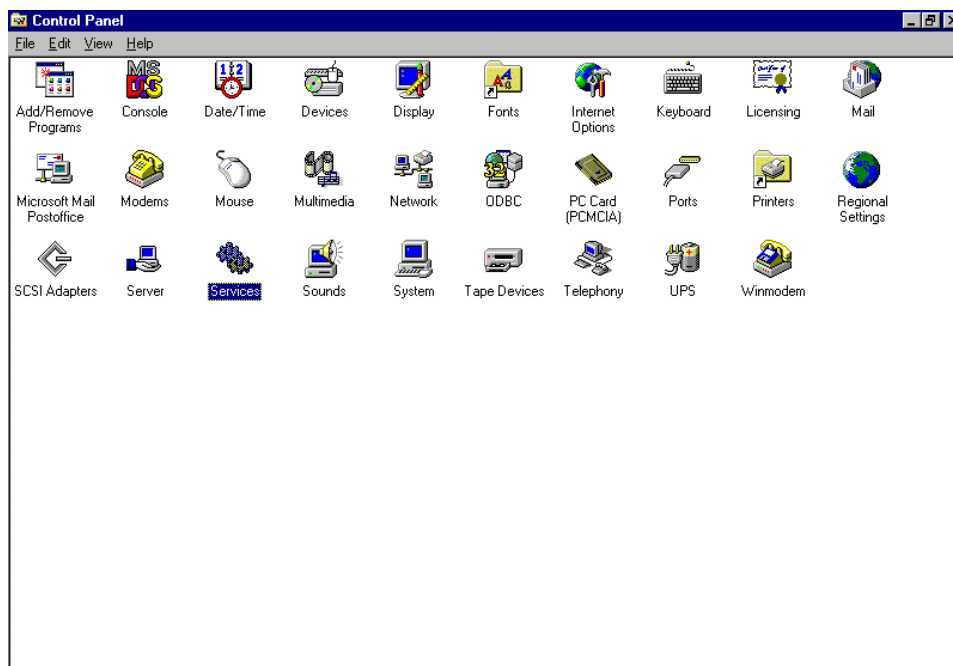 Control Panel
File Edit View Help
Add/Remove Programs
Console
Date/Time
Devices
Display
Fonts
Internet Options
Keyboard
Licensing
Mail
Microsoft Mail Postoffice
Modems
Mouse
Multimedia
Network
ODBC
PC Card (PCMCIA)
Ports
Printers
Regional Settings
SCSI Adapters
Server
Services
Sounds
System
Tape Devices
Telephony
UPS
Winmodem